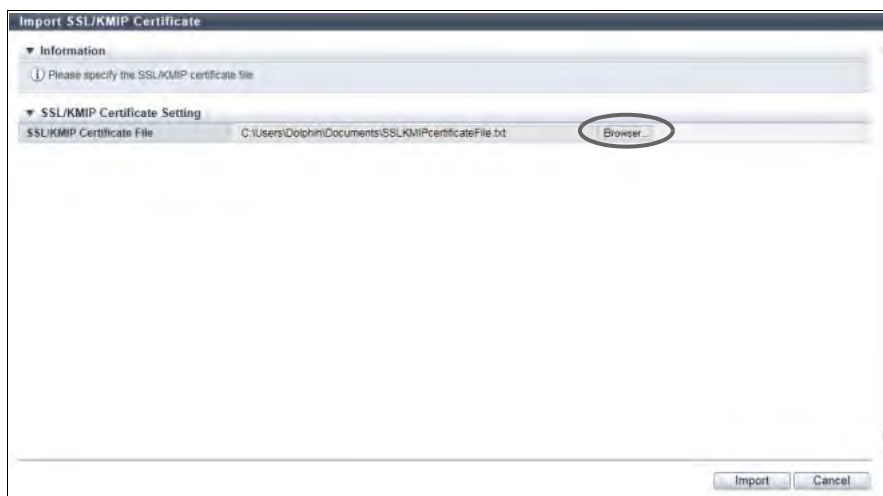 Import SSL/KMIP Certificate
▼ Information
Please specify the SSL/KMIP certificate file.
▼ SSL/KMIP Certificate Setting
SSL/KMIP Certificate File C:\Users\Dolphin\Documents\SSLKMIPcertificateFile.txt Browser...
Import Cancel